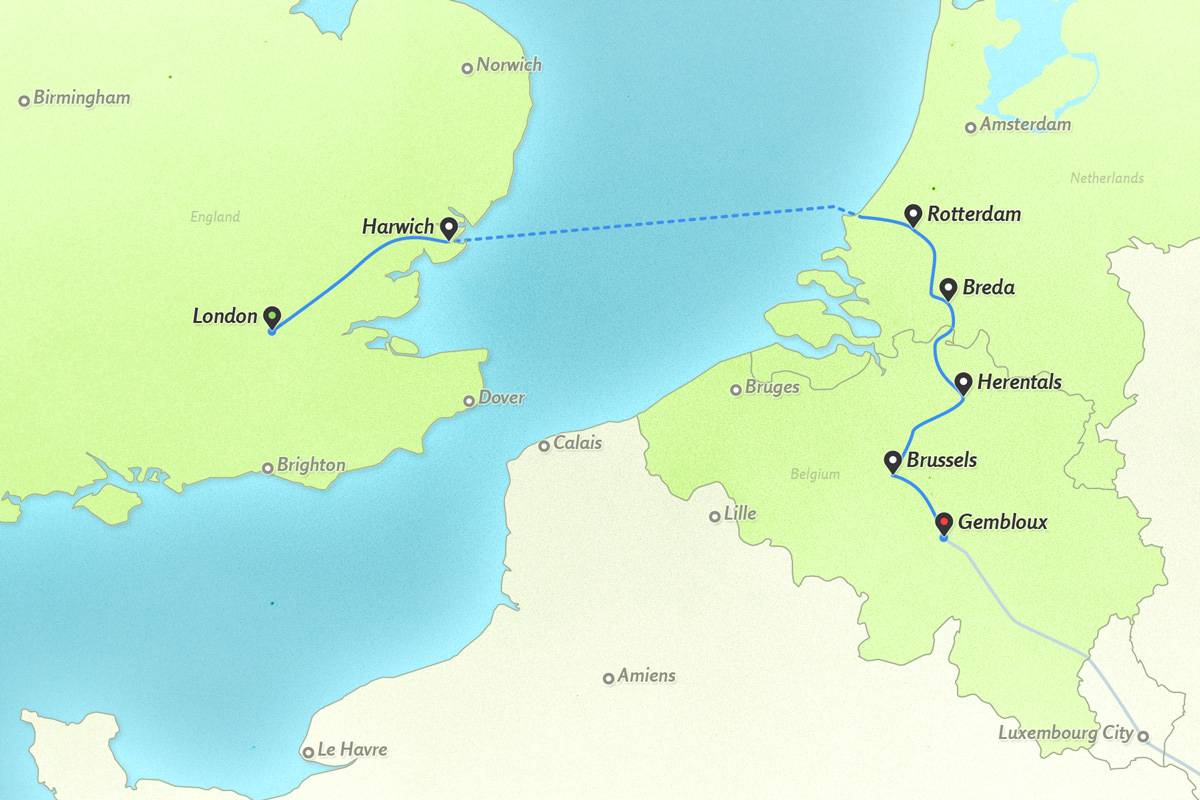 Norwich
Birmingham
Amsterdam
Netherlands
England
Harwich
Rotterdam
London
Breda
Herentals
Bruges
Dover
Calais
Brighton
Brussels
Belgium
Lille
Gembloux
Amiens
Luxembourg City
Le Havre